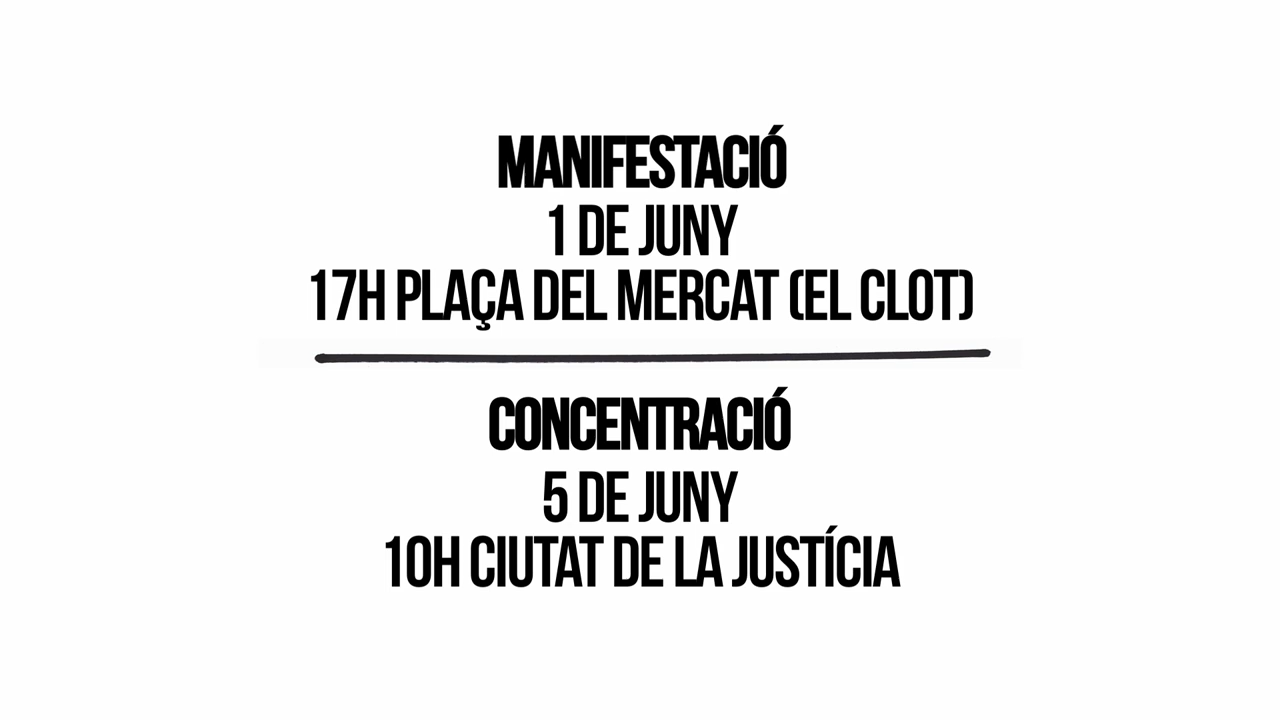 MANIFESTACIÓ
1 DE JUNY
17H PLAÇA DEL MERCAT (EL CLOT)
CONCENTRACIÓ
5 DE JUNY
10H CIUTAT DE LA JUSTÍCIA